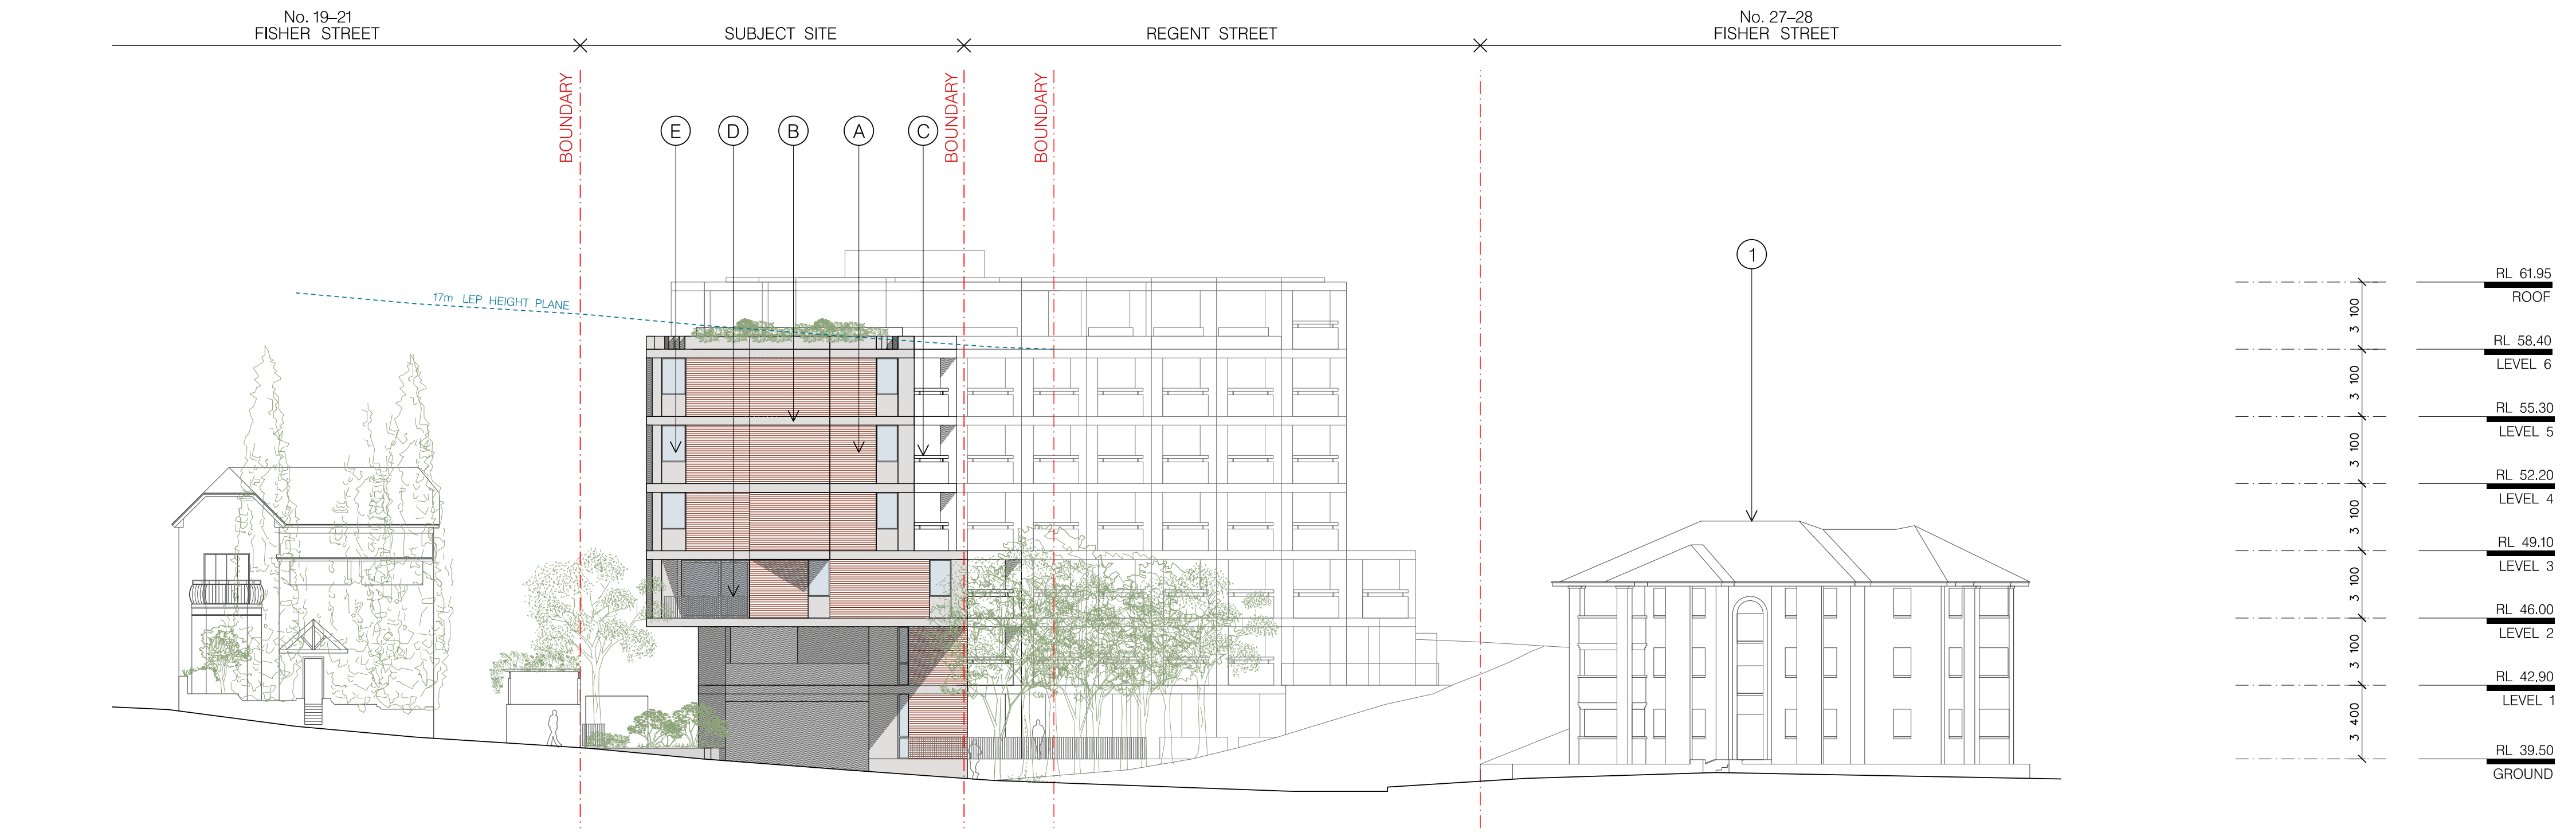 No. 19–21
FISHER STREET
SUBJECT SITE
REGENT STREET
No. 27–28
FISHER STREET
BOUNDARY
BOUNDARY
BOUNDARY
E
D
B
A
C
1
17m LEP HEIGHT PLANE
RL 61.95
ROOF
3 100
RL 58.40
LEVEL 6
3 100
RL 55.30
LEVEL 5
3 100
RL 52.20
LEVEL 4
3 100
RL 49.10
LEVEL 3
3 100
RL 46.00
LEVEL 2
3 100
RL 42.90
LEVEL 1
3 400
RL 39.50
GROUND